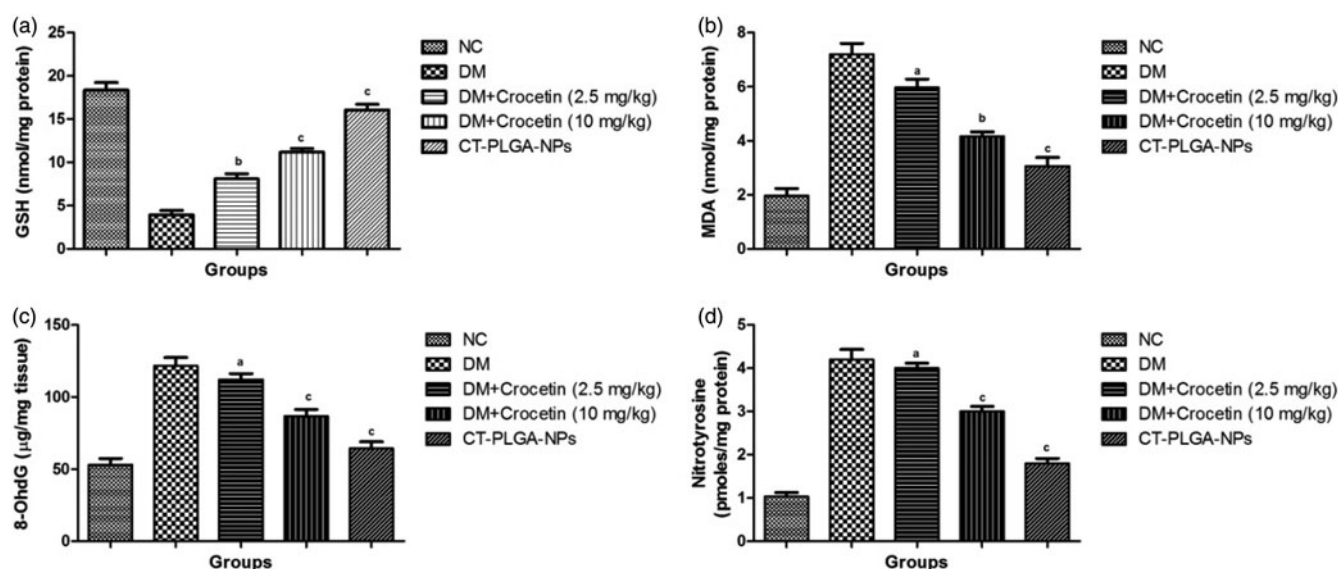 (a)
GSH (nmol/mg protein)
25
20
15
10
5
0
b
c
c
Groups
NC
DM
DM+Crocetin (2.5 mg/kg)
DM+Crocetin (10 mg/kg)
CT-PLGA-NPs
(b)
MDA (nmol/mg protein)
8
6
4
2
0
a
b
c
Groups
NC
DM
DM+Crocetin (2.5 mg/kg)
DM+Crocetin (10 mg/kg)
CT-PLGA-NPs
(c)
8-OhdG (µg/mg tissue)
150
100
50
0
a
c
c
Groups
NC
DM
DM+Crocetin (2.5 mg/kg)
DM+Crocetin (10 mg/kg)
CT-PLGA-NPs
(d)
Nitrotyrosine
(pmoles/mg protein)
5
4
3
2
1
0
a
c
c
Groups
NC
DM
DM+Crocetin (2.5 mg/kg)
DM+Crocetin (10 mg/kg)
CT-PLGA-NPs